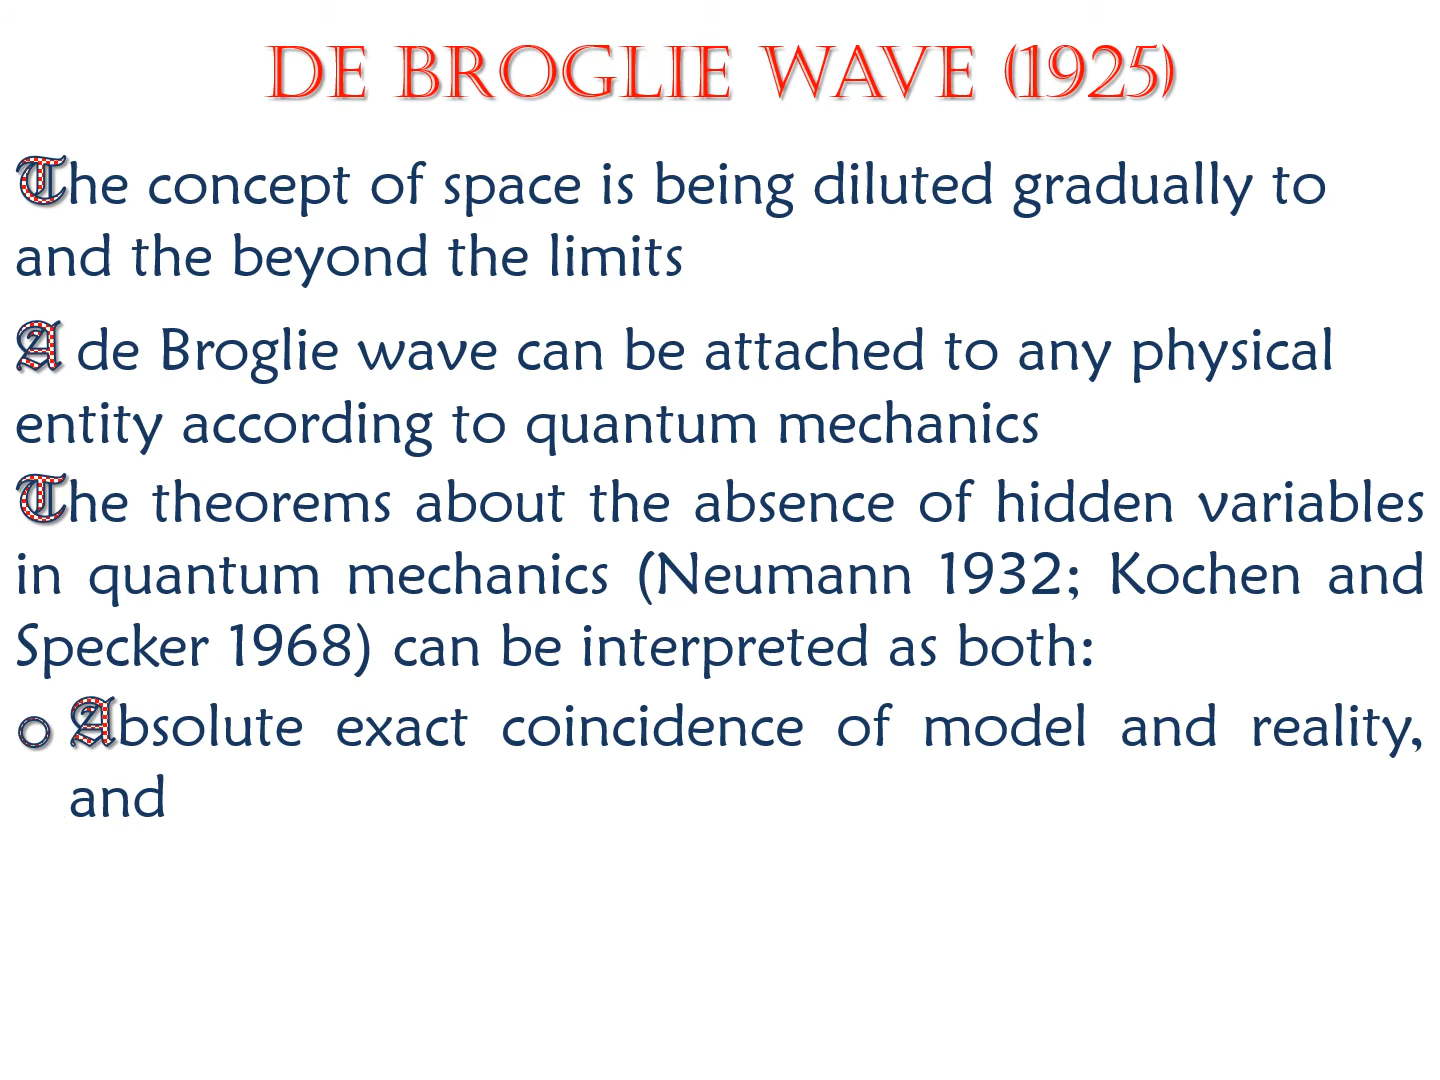 DE BROGLIE WAVE (1925)
The concept of space is being diluted gradually to
and the beyond the limits
A de Broglie wave can be attached to any physical
entity according to quantum mechanics
The theorems about the absence of hidden variables
in quantum mechanics (Neumann 1932; Kochen and
Specker 1968) can be interpreted as both:
o Absolute exact coincidence of model and reality,
and